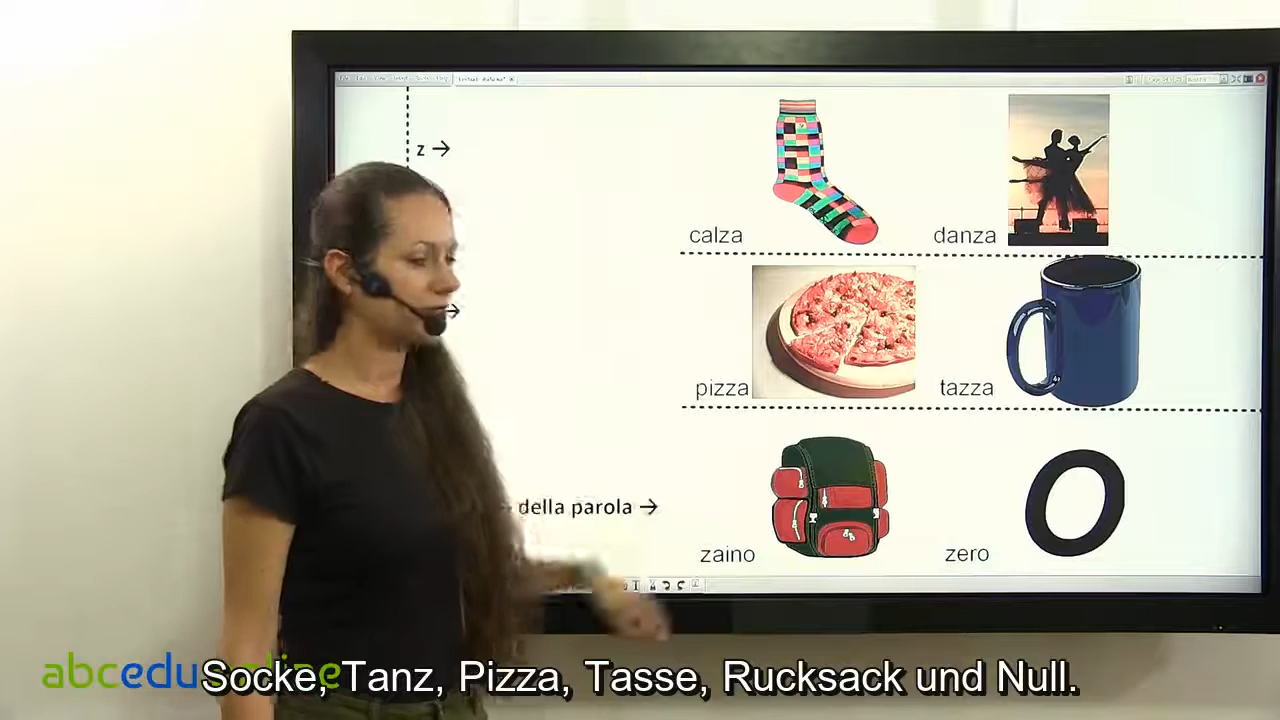 z →
calza
danza
pizza
tazza
della parola →
zaino
zero
O
Socke, Tanz, Pizza, Tasse, Rucksack und Null.